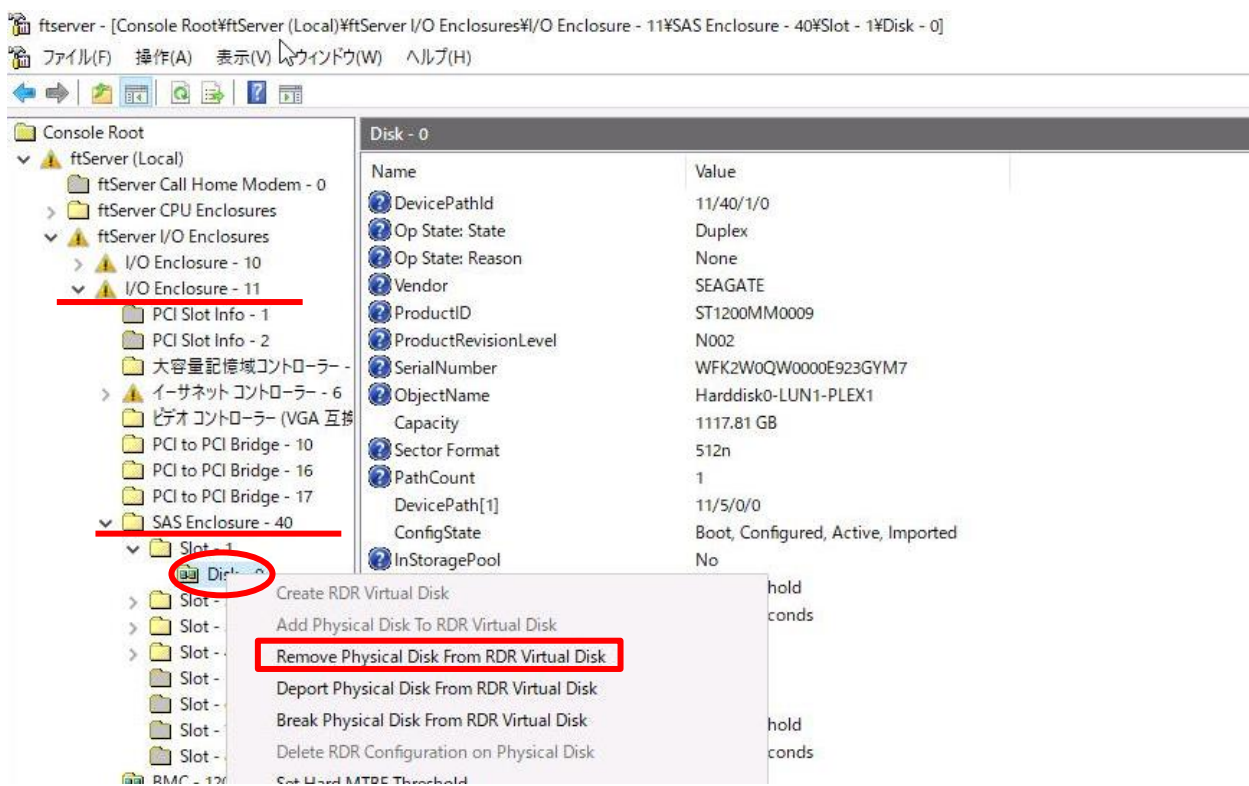 ftserver - [Console Root¥ftServer (Local)¥ftServer I/O Enclosures¥I/O Enclosure - 11¥SAS Enclosure - 40¥Slot - 1¥Disk - 0]
ファイル(F) 操作(A) 表示(V) ウィンドウ(W) ヘルプ(H)
Console Root
ftServer (Local)
ftServer Call Home Modem - 0
ftServer CPU Enclosures
ftServer I/O Enclosures
I/O Enclosure - 10
I/O Enclosure - 11
PCI Slot Info - 1
PCI Slot Info - 2
大容量記憶域コントローラー -
イーサネット コントローラー - 6
ビデオ コントローラー (VGA 互換
PCI to PCI Bridge - 10
PCI to PCI Bridge - 16
PCI to PCI Bridge - 17
SAS Enclosure - 40
Slot - 1
Disk - 0
Slot -
Slot -
Slot -
Slot -
Slot -
Slot -
Slot -
BMC - 120
Disk - 0
Name Value
DevicePathId 11/40/1/0
Op State: State Duplex
Op State: Reason None
Vendor SEAGATE
ProductID ST1200MM0009
ProductRevisionLevel N002
SerialNumber WFK2W0QW0000E923GYM7
ObjectName Harddisk0-LUN1-PLEX1
Capacity 1117.81 GB
Sector Format 512n
PathCount 1
DevicePath[1] 11/5/0/0
ConfigState Boot, Configured, Active, Imported
InStoragePool No
hold
conds
hold
conds
Create RDR Virtual Disk
Add Physical Disk To RDR Virtual Disk
Remove Physical Disk From RDR Virtual Disk
Deport Physical Disk From RDR Virtual Disk
Break Physical Disk From RDR Virtual Disk
Delete RDR Configuration on Physical Disk
Set Hard MTBF Threshold